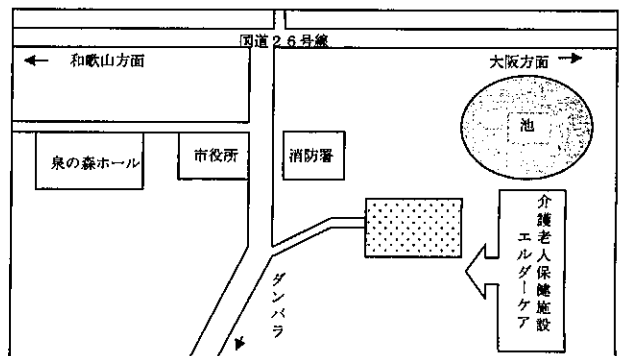 国道26号線
← 和歌山方面
大阪方面 →
池
泉の森ホール
市役所
消防署
介護老人保健施設
エルダーケア
ダンバラ